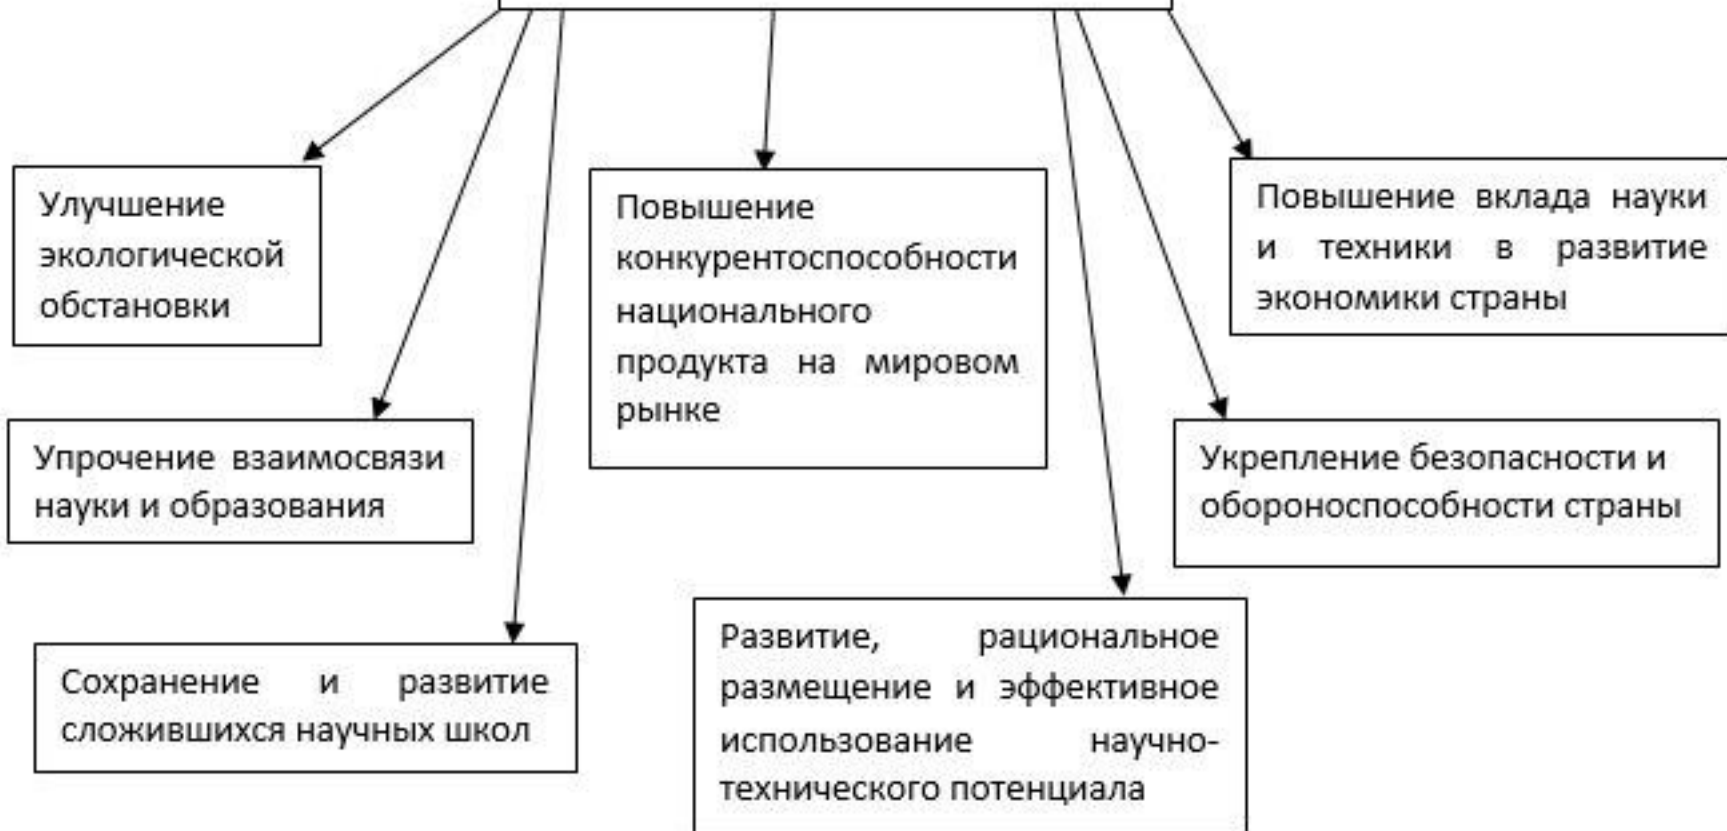 Улучшение
экологической
обстановки
Повышение
конкурентоспособности
национального
продукта на мировом
рынке
Повышение вклада науки
и техники в развитие
экономики страны
Упрочение взаимосвязи
науки и образования
Укрепление безопасности и
обороноспособности страны
Сохранение и развитие
сложившихся научных школ
Развитие, рациональное
размещение и эффективное
использование научно-
технического потенциала